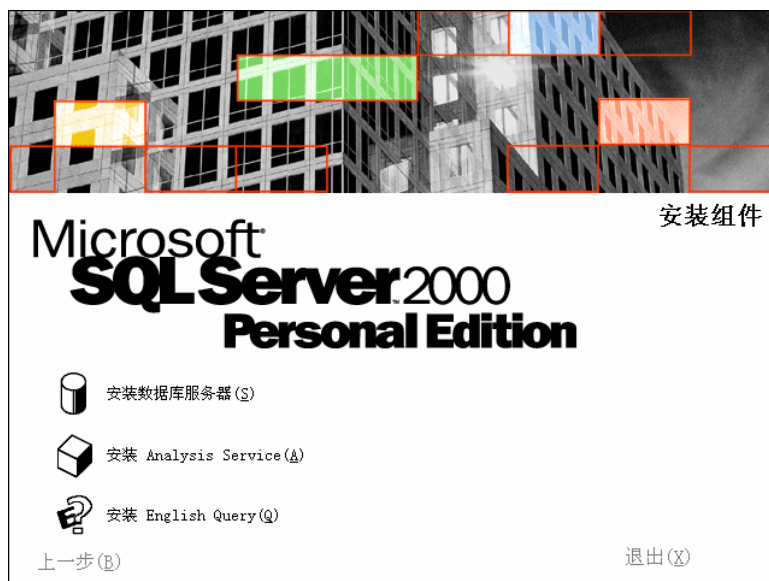 安装组件
Microsoft
SQL Server 2000
Personal Edition
安装数据库服务器(S)
安装 Analysis Service(A)
安装 English Query(Q)
上一步(B)
退出(X)